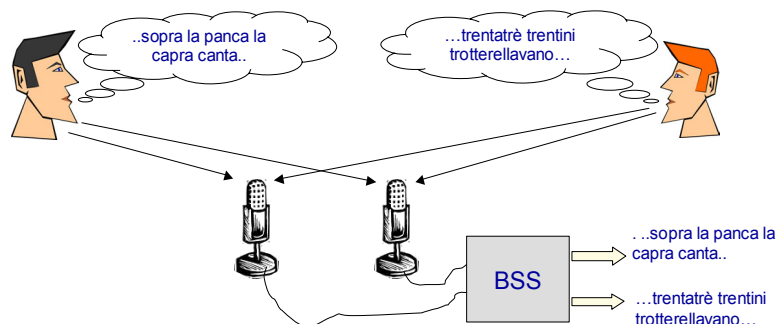 ..sopra la panca la
capra canta..
…trentatrè trentini
trotterellavano…
BSS
. ..sopra la panca la
capra canta..
…trentatrè trentini
trotterellavano…